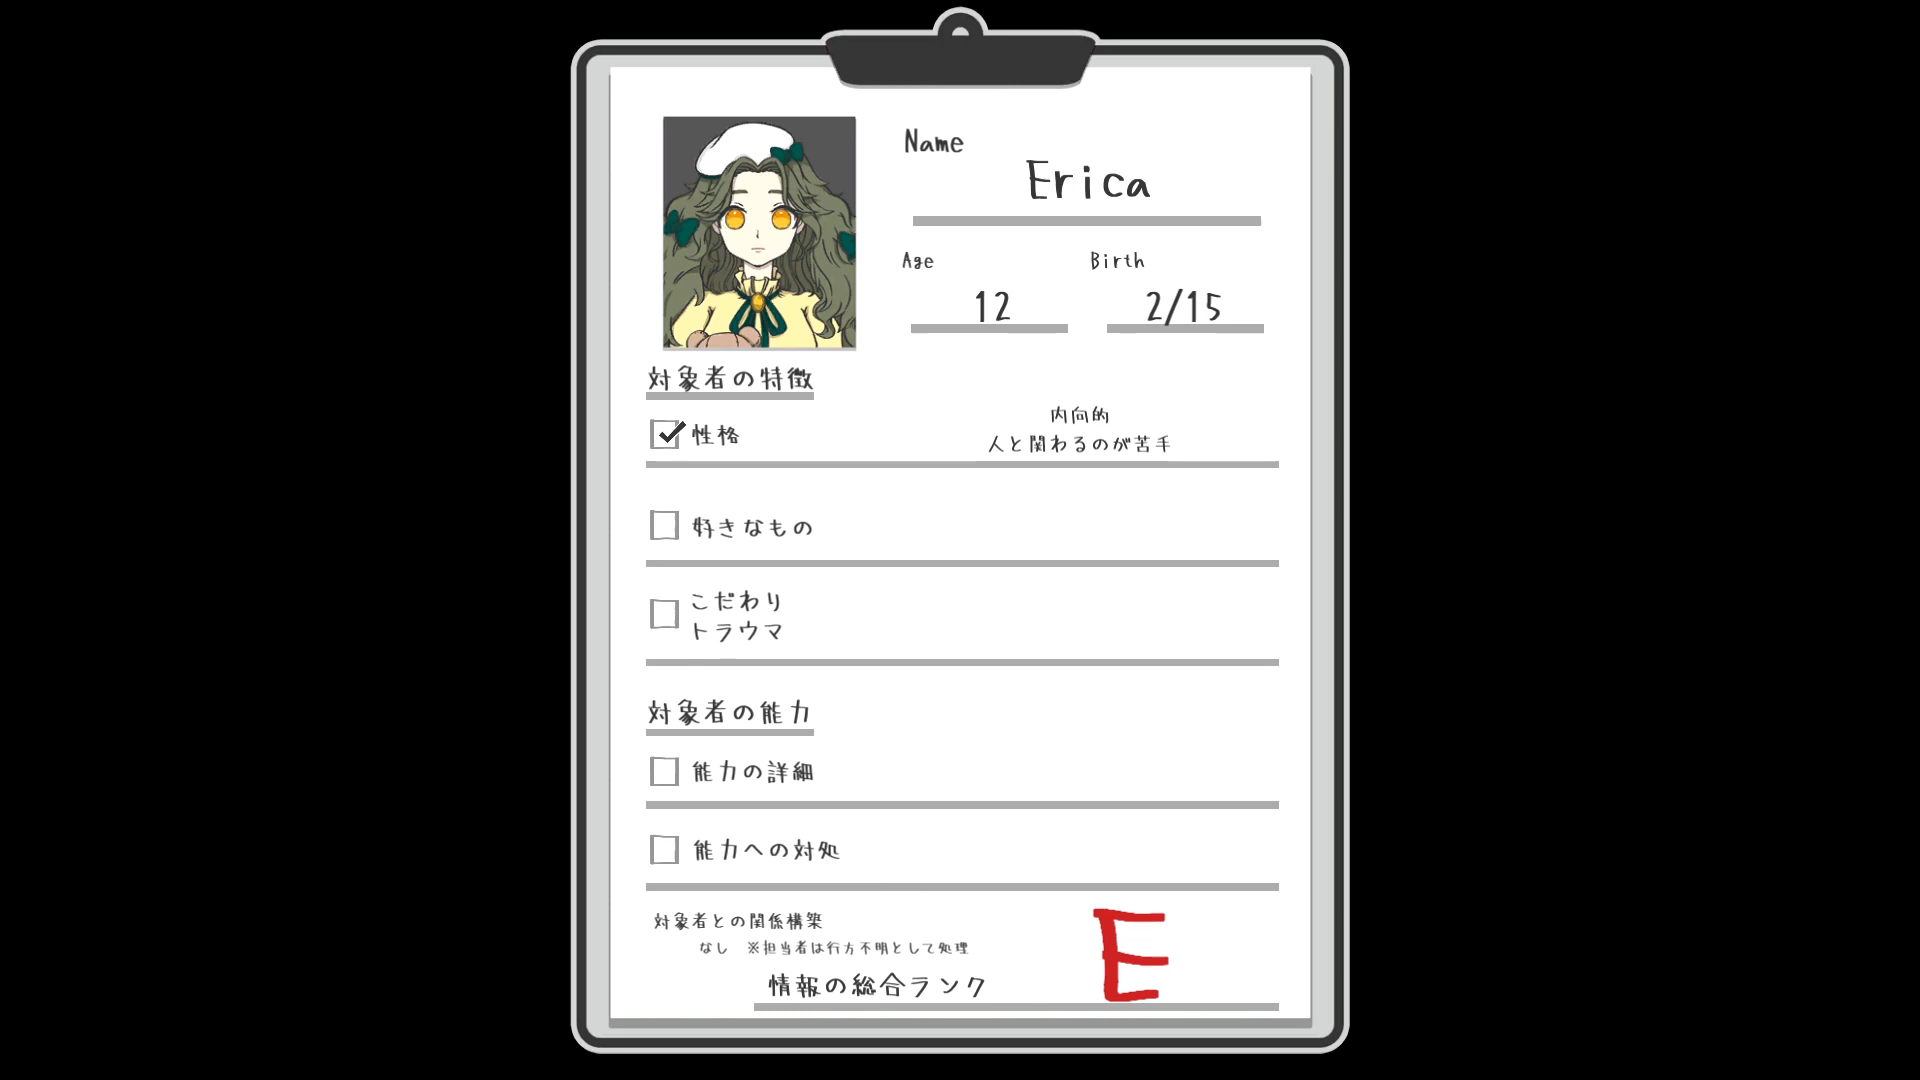 Name
Erica
Age
Birth
12
2/15
対象者の特徴
性格
内向的
人と関わるのが苦手
好きなもの
こだわり
トラウマ
対象者の能力
能力の詳細
能力への対処
対象者との関係構築
なし ※担当者は行方不明として処理
情報の総合ランク
E